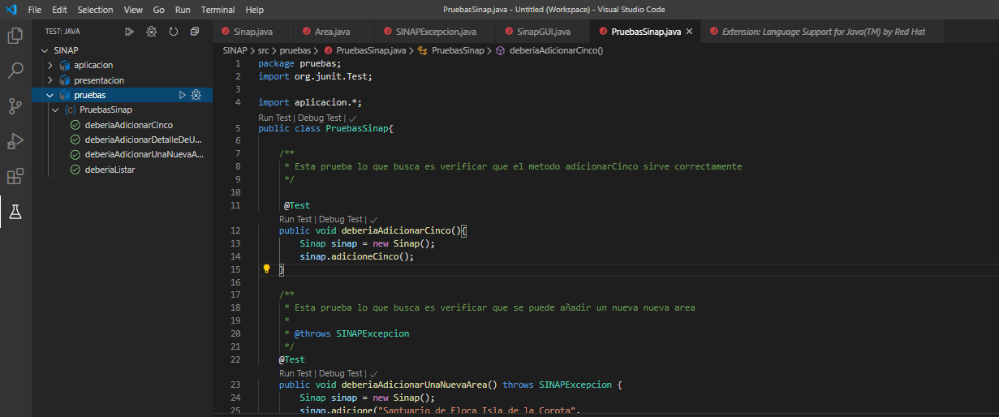 File Edit Selection View Go Run Terminal Help PruebasSinap.java - Untitled (Workspace) - Visual Studio Code
TEST: JAVA
Sinap.java Area.java SINAPExcepcion.java SinapGUI.java PruebasSinap.java Extension: Language Support for Java(TM) by Red Hat
SINAP
aplicacion
presentacion
pruebas
PruebasSinap
deberiaAdicionarCinco
deberiaAdicionarDetalleDeU...
deberiaAdicionarUnaNuevaA...
deberiaListar
SINAP > src > pruebas > PruebasSinap.java > PruebasSinap > deberiaAdicionarCinco()
1 package pruebas;
2 import org.junit.Test;
3
4 import aplicacion.*;
Run Test | Debug Test | ✓
5 public class PruebasSinap{
6
7 /**
8 * Esta prueba lo que busca es verificar que el metodo adicionarCinco sirve correctamente
9 */
10
11 @Test
Run Test | Debug Test | ✓
12 public void deberiaAdicionarCinco(){
13 Sinap sinap = new Sinap();
14 sinap.adicioneCinco();
15 }
16
17 /**
18 * Esta prueba lo que busca es verificar que se puede añadir un nueva nueva area
19 *
20 * @throws SINAPExcepcion
21 */
22 @Test
Run Test | Debug Test | ✓
23 public void deberiaAdicionarUnaNuevaArea() throws SINAPExcepcion {
24 Sinap sinap = new Sinap();
25 sinap.adicione("Santuario de Flora Isla de la Corota",